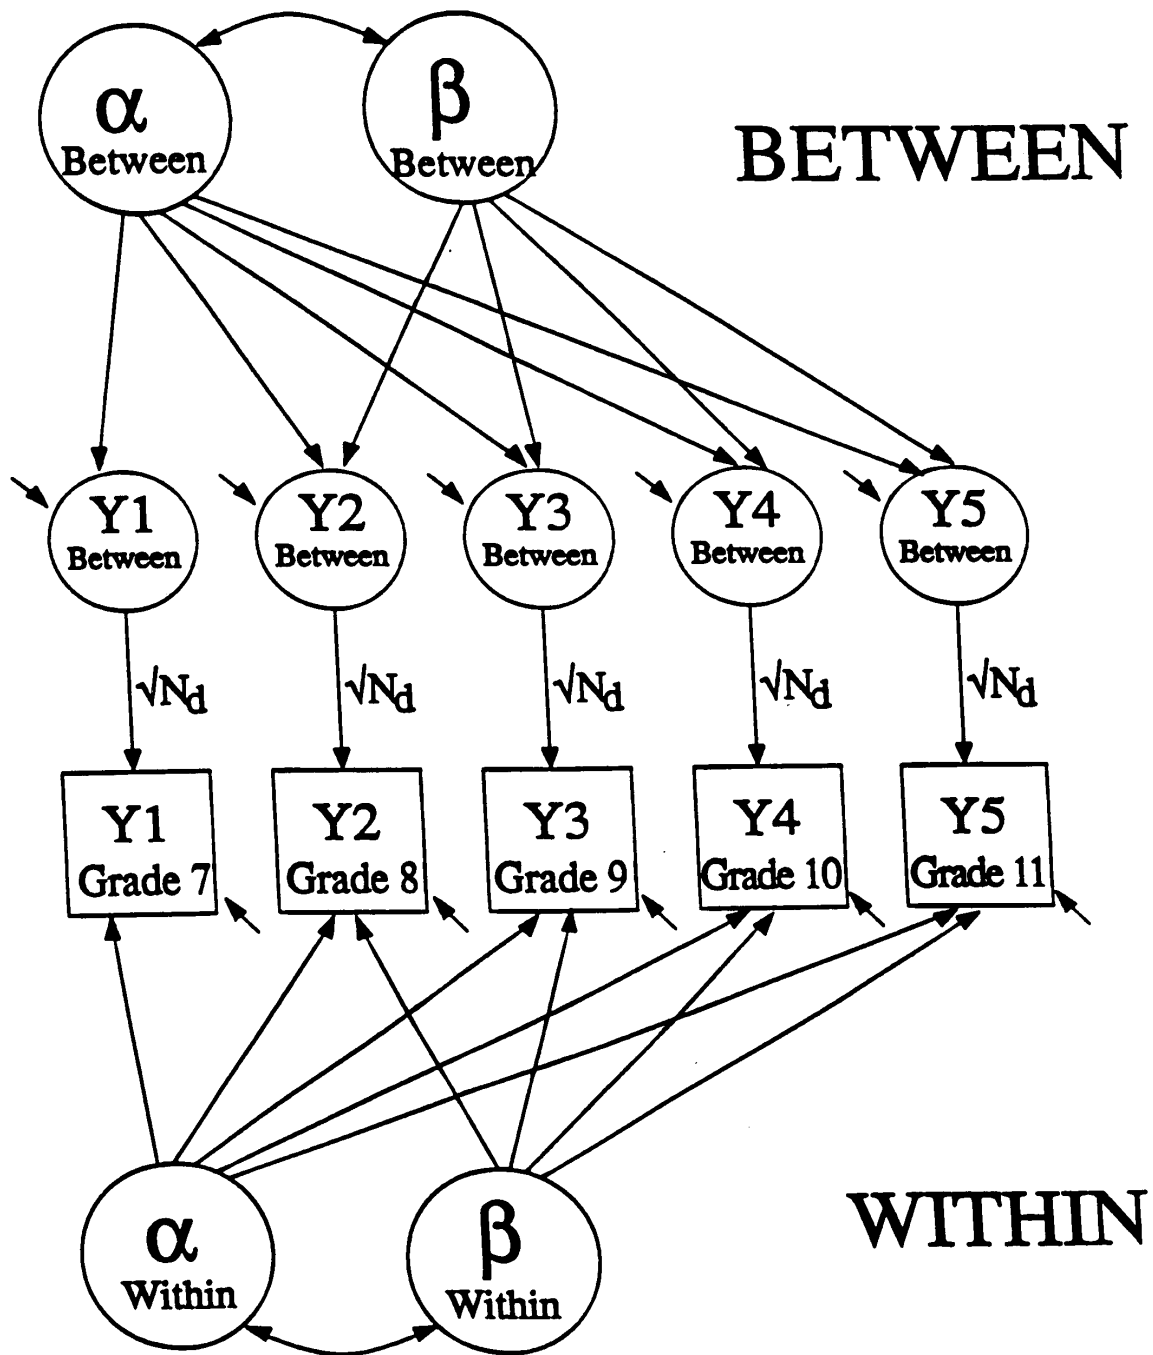 α
Between
β
Between
BETWEEN
Y1
Between
Y2
Between
Y3
Between
Y4
Between
Y5
Between
√Nd
√Nd
√Nd
√Nd
√Nd
Y1
Grade 7
Y2
Grade 8
Y3
Grade 9
Y4
Grade 10
Y5
Grade 11
α
Within
β
Within
WITHIN